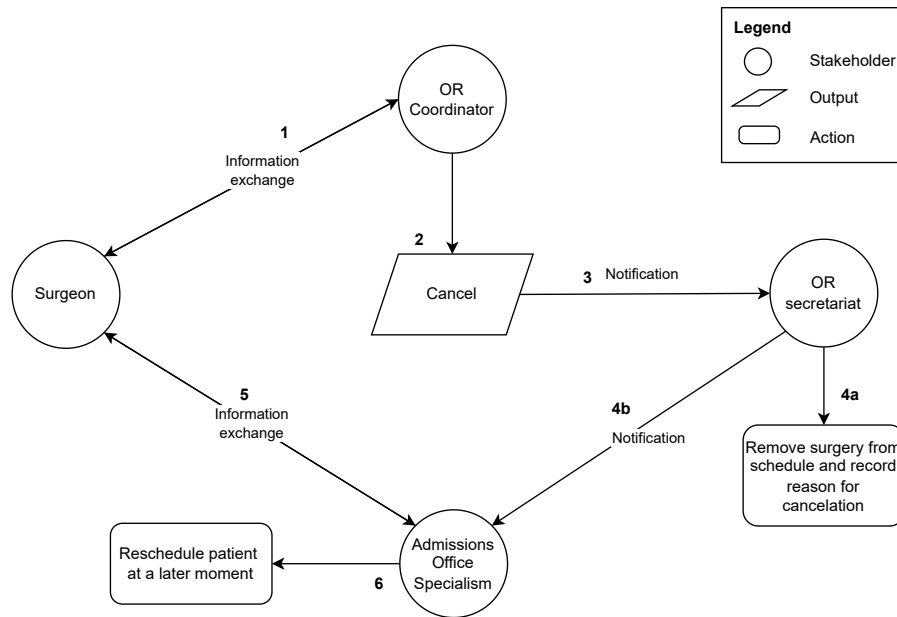 Legend
Stakeholder
Output
Action
OR
Coordinator
1
Information
exchange
2
Cancel
3
Notification
OR
secretariat
Surgeon
4a
Remove surgery from
schedule and record
reason for
cancelation
4b
Notification
5
Information
exchange
Admissions
Office
Specialism
6
Reschedule patient
at a later moment